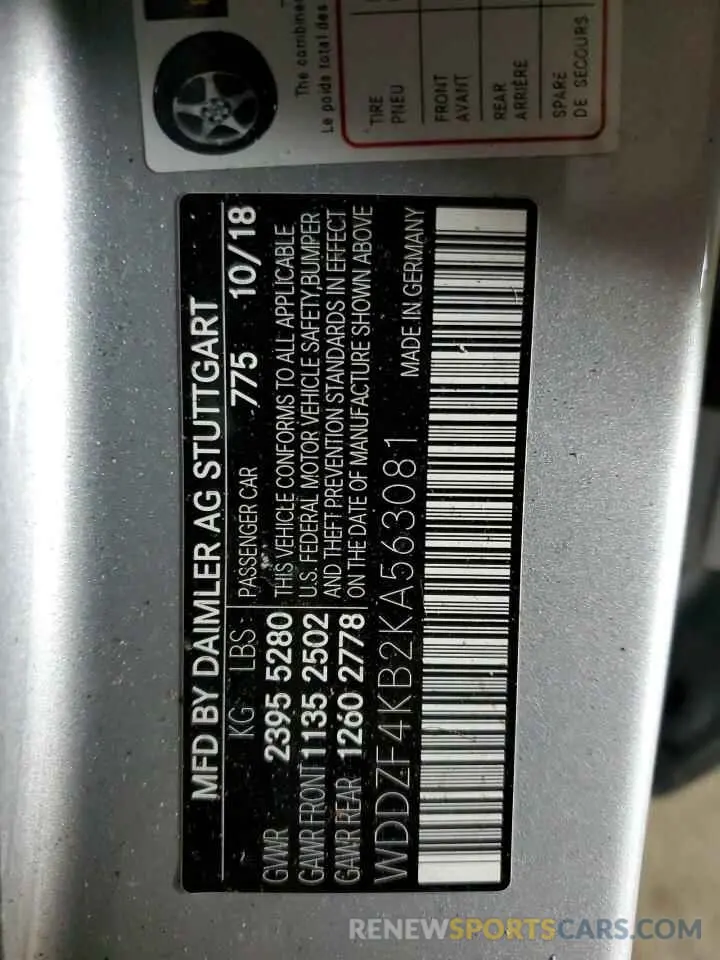 The combined
Le poids total des
TIRE
PNEU
FRONT
AVANT
REAR
ARRIÈRE
SPARE
DE SECOURS
MFD BY DAIMLER AG STUTTGART
KG LBS: 775 10/18
GVWR 2395 5280
GAWR FRONT 1135 2502
GAWR REAR 1260 2778
PASSENGER CAR
THIS VEHICLE CONFORMS TO ALL APPLICABLE
U.S. FEDERAL MOTOR VEHICLE SAFETY,BUMPER
AND THEFT PREVENTION STANDARDS IN EFFECT
ON THE DATE OF MANUFACTURE SHOWN ABOVE
WDDZF4KB2KA563081 MADE IN GERMANY
RENEWSPORTSCARS.COM